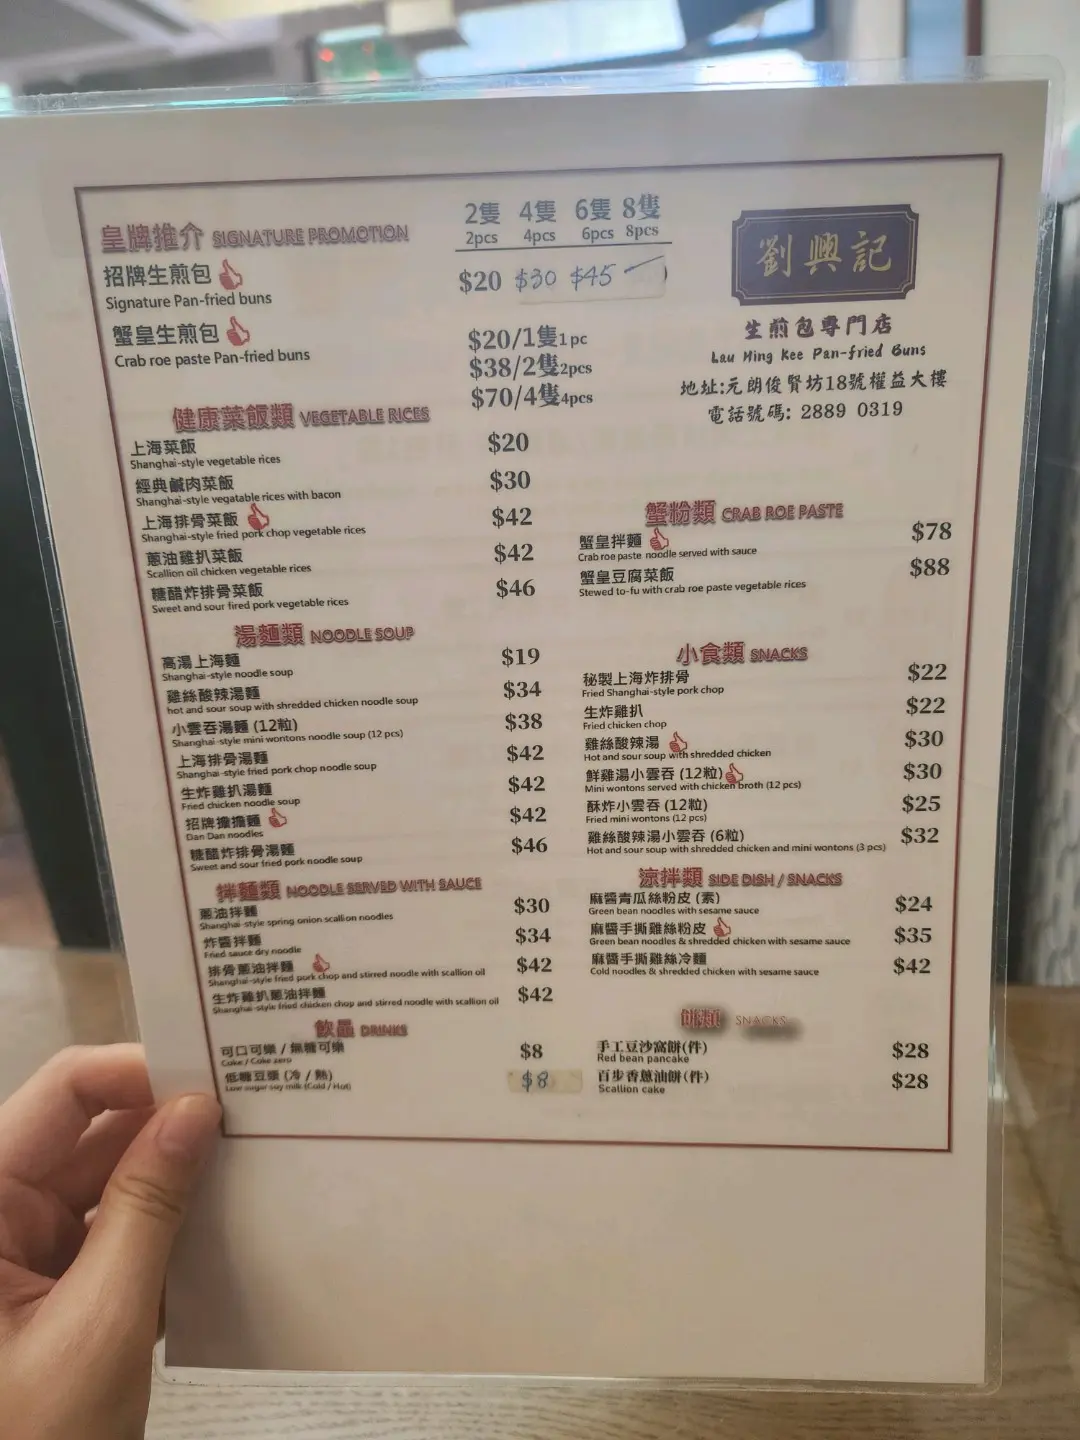 皇牌推介 SIGNATURE PROMOTION
2隻 4隻 6隻 8隻
2pcs 4pcs 6pcs 8pcs
招牌生煎包
Signature Pan-fried buns
$20 $30 $45
蟹皇生煎包
Crab roe paste Pan-fried buns
$20/1隻1pc
$38/2隻2pcs
$70/4隻4pcs
劉興記
生煎包專門店
Lau Hing Kee Pan-fried Buns
地址:元朗俊賢坊18號權益大樓
電話號碼: 2889 0319
健康菜飯類 VEGETABLE RICES
上海菜飯 $20
Shanghai-style vegetable rices
經典鹹肉菜飯 $30
Shanghai-style vegatable rices with bacon
上海排骨菜飯 $42
Shanghai-style fried pork chop vegetable rices
蔥油雞扒菜飯 $42
Scallion oil chicken vegetable rices
糖醋炸排骨菜飯 $46
Sweet and sour fired pork vegetable rices
湯麵類 NOODLE SOUP
高湯上海麵 $19
Shanghai-style noodle soup
雞絲酸辣湯麵 $34
hot and sour soup with shredded chicken noodle soup
小雲吞湯麵 (12粒) $38
Shanghai-style mini wontons noodle soup (12 pcs)
上海排骨湯麵 $42
Shanghai-style fried pork chop noodle soup
生炸雞扒湯麵 $42
Fried chicken noodle soup
招牌擔擔麵 $42
Dan Dan noodles
糖醋炸排骨湯麵 $46
Sweet and sour fried pork noodle soup
拌麵類 NOODLE SERVED WITH SAUCE
蔥油拌麵 $30
Shanghai-style spring onion scallion noodles
炸醬拌麵 $34
Fried sauce dry noodle
排骨蔥油拌麵 $42
Shanghai-style fried pork chop and stirred noodle with scallion oil
生炸雞扒蔥油拌麵 $42
Shanghai-style fried chicken chop and stirred noodle with scallion oil
飲品 DRINKS
可口可樂 / 無糖可樂 $8
Coke / Coke zero
低糖豆漿 (冷 / 熱) $8
Low sugar soy milk (Cold / Hot)
蟹粉類 CRAB ROE PASTE
蟹皇拌麵 $78
Crab roe paste noodle served with sauce
蟹皇豆腐菜飯 $88
Stewed to-fu with crab roe paste vegetable rices
小食類 SNACKS
秘製上海炸排骨 $22
Fried Shanghai-style pork chop
生炸雞扒 $22
Fried chicken chop
雞絲酸辣湯 $30
Hot and sour soup with shredded chicken
鮮雞湯小雲吞 (12粒) $30
Mini wontons served with chicken broth (12 pcs)
酥炸小雲吞 (12粒) $25
Fried mini wontons (12 pcs)
雞絲酸辣湯小雲吞 (6粒) $32
Hot and sour soup with shredded chicken and mini wontons (3 pcs)
涼拌類 SIDE DISH / SNACKS
麻醬青瓜絲粉皮 (素) $24
Green bean noodles with sesame sauce
麻醬手撕雞絲粉皮 $35
Green bean noodles & shredded chicken with sesame sauce
麻醬手撕雞絲冷麵 $42
Cold noodles & shredded chicken with sesame sauce
餅類 SNACKS
手工豆沙窩餅(件) $28
Red bean pancake
百步香蔥油餅(件) $28
Scallion cake